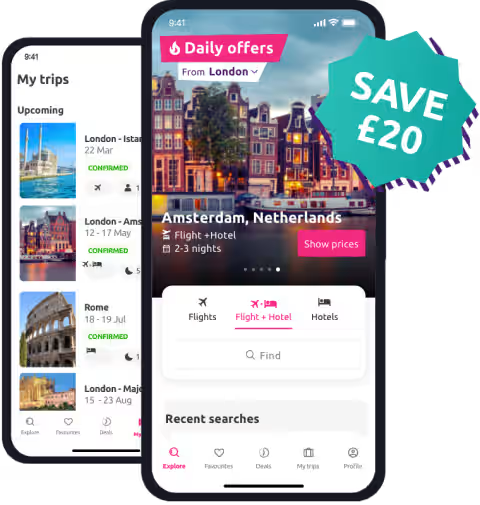 9:41
My trips
Upcoming
London - Istan
22 Mar
CONFIRMED
1
London - Ams
12 - 17 May
CONFIRMED
5
Rome
18 - 19 Jul
CONFIRMED
1
London - Majo
15 - 23 Aug
Explore
Favourites
Deals
My
9:41
Daily offers
From London
SAVE
£20
Amsterdam, Netherlands
Flight +Hotel
2-3 nights
Show prices
Flights
Flight + Hotel
Hotels
Find
Recent searches
Explore
Favourites
Deals
My trips
Profile